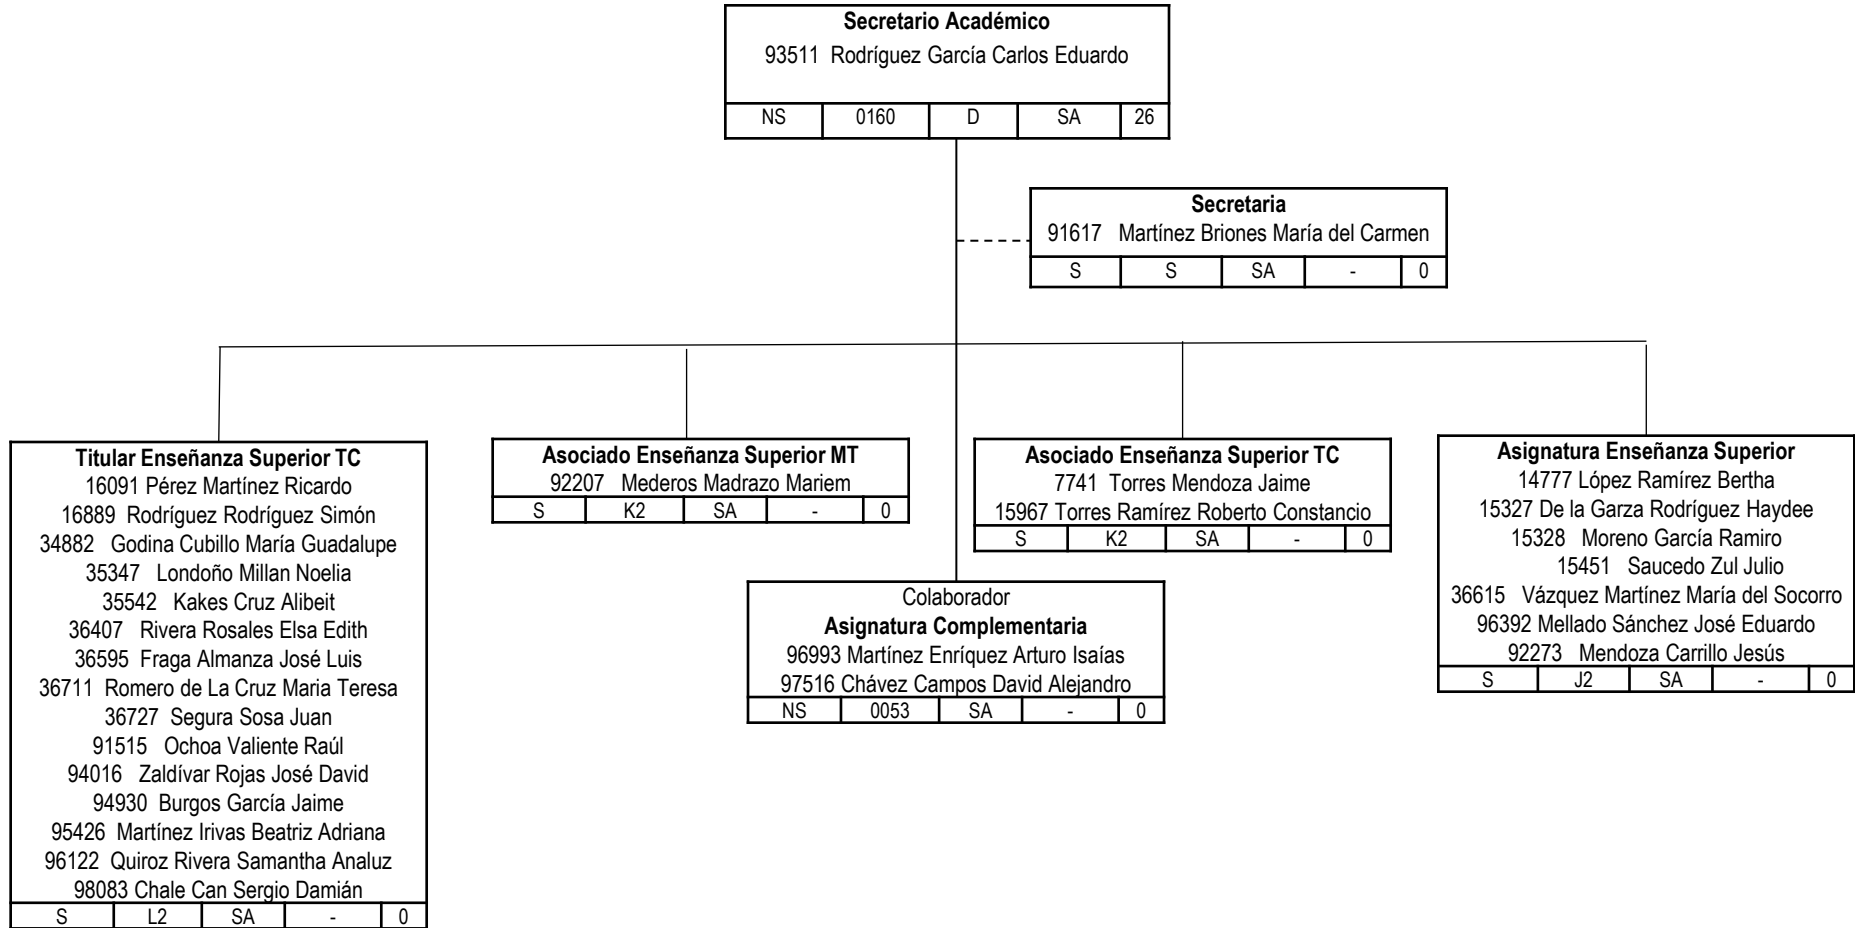 Secretario Académico
93511 Rodríguez García Carlos Eduardo
NS 0160 D SA 26
Secretaria
91617 Martínez Briones María del Carmen
S S SA - 0
Titular Enseñanza Superior TC
16091 Pérez Martínez Ricardo
16889 Rodríguez Rodríguez Simón
34882 Godina Cubillo María Guadalupe
35347 Londoño Millan Noelia
35542 Kakes Cruz Alibeit
36407 Rivera Rosales Elsa Edith
36595 Fraga Almanza José Luis
36711 Romero de La Cruz Maria Teresa
36727 Segura Sosa Juan
91515 Ochoa Valiente Raúl
94016 Zaldívar Rojas José David
94930 Burgos García Jaime
95426 Martínez Irivas Beatriz Adriana
96122 Quiroz Rivera Samantha Analuz
98083 Chale Can Sergio Damián
S L2 SA - 0
Asociado Enseñanza Superior MT
92207 Mederos Madrazo Mariem
S K2 SA - 0
Colaborador
Asignatura Complementaria
96993 Martínez Enríquez Arturo Isaías
97516 Chávez Campos David Alejandro
NS 0053 SA - 0
Asociado Enseñanza Superior TC
7741 Torres Mendoza Jaime
15967 Torres Ramírez Roberto Constancio
S K2 SA - 0
Asignatura Enseñanza Superior
14777 López Ramírez Bertha
15327 De la Garza Rodríguez Haydee
15328 Moreno García Ramiro
15451 Saucedo Zul Julio
36615 Vázquez Martínez María del Socorro
96392 Mellado Sánchez José Eduardo
92273 Mendoza Carrillo Jesús
S J2 SA - 0